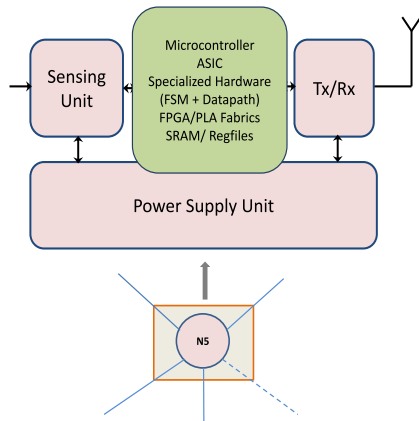 Sensing
Unit
Microcontroller
ASIC
Specialized Hardware
(FSM + Datapath)
FPGA/PLA Fabrics
SRAM/ Regfiles
Tx/Rx
Power Supply Unit
N5